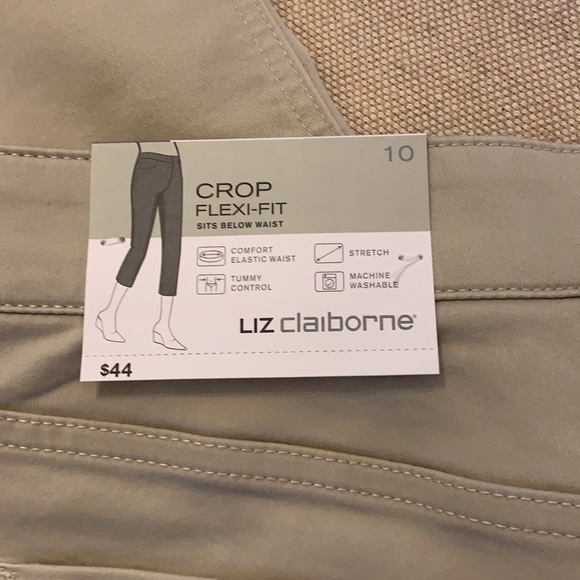 10
CROP
FLEXI-FIT
SITS BELOW WAIST
COMFORT
ELASTIC WAIST
STRETCH
TUMMY
CONTROL
MACHINE
WASHABLE
LIZ claiborne®
$44